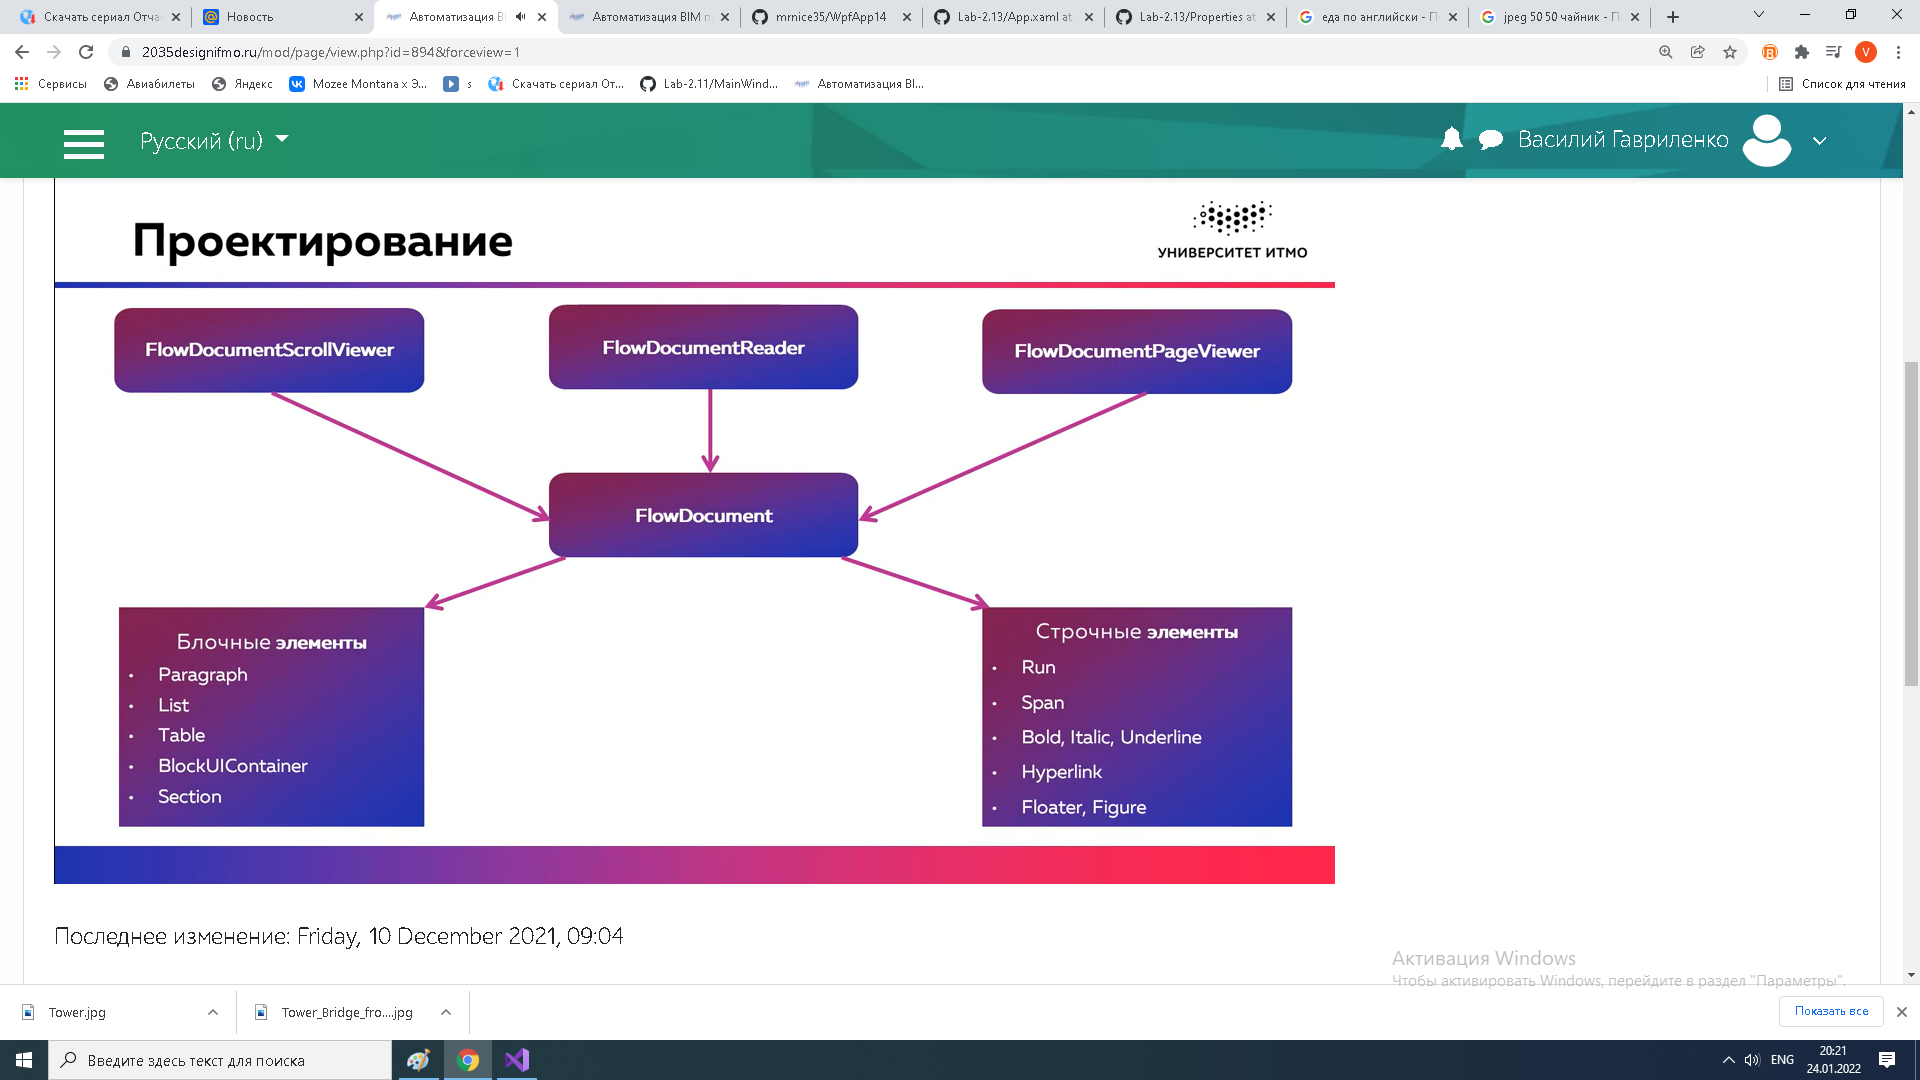 Скачать сериал Отча
Новость
Автоматизация B
Автоматизация BIM п
mrnice35/WpfApp14
Lab-2.13/App.xaml at
Lab-2.13/Properties at
еда по английски - П
jpeg 50 50 чайник - П
2035designifmo.ru/mod/page/view.php?id=894&forceview=1
V
Сервисы
Авиабилеты
Яндекс
Mozee Montana x Э...
s
Скачать сериал От...
Lab-2.11/MainWind...
Автоматизация BI...
Список для чтения
Русский (ru)
Василий Гавриленко
Проектирование
УНИВЕРСИТЕТ ИТМО
FlowDocumentScrollViewer
FlowDocumentReader
FlowDocumentPageViewer
FlowDocument
Блочные элементы
• Paragraph
• List
• Table
• BlockUIContainer
• Section
Строчные элементы
• Run
• Span
• Bold, Italic, Underline
• Hyperlink
• Floater, Figure
Последнее изменение: Friday, 10 December 2021, 09:04
Активация Windows
Чтобы активировать Windows, перейдите в раздел "Параметры".
Tower.jpg
Tower_Bridge_fro....jpg
Показать все
Введите здесь текст для поиска
ENG
20:21
24.01.2022